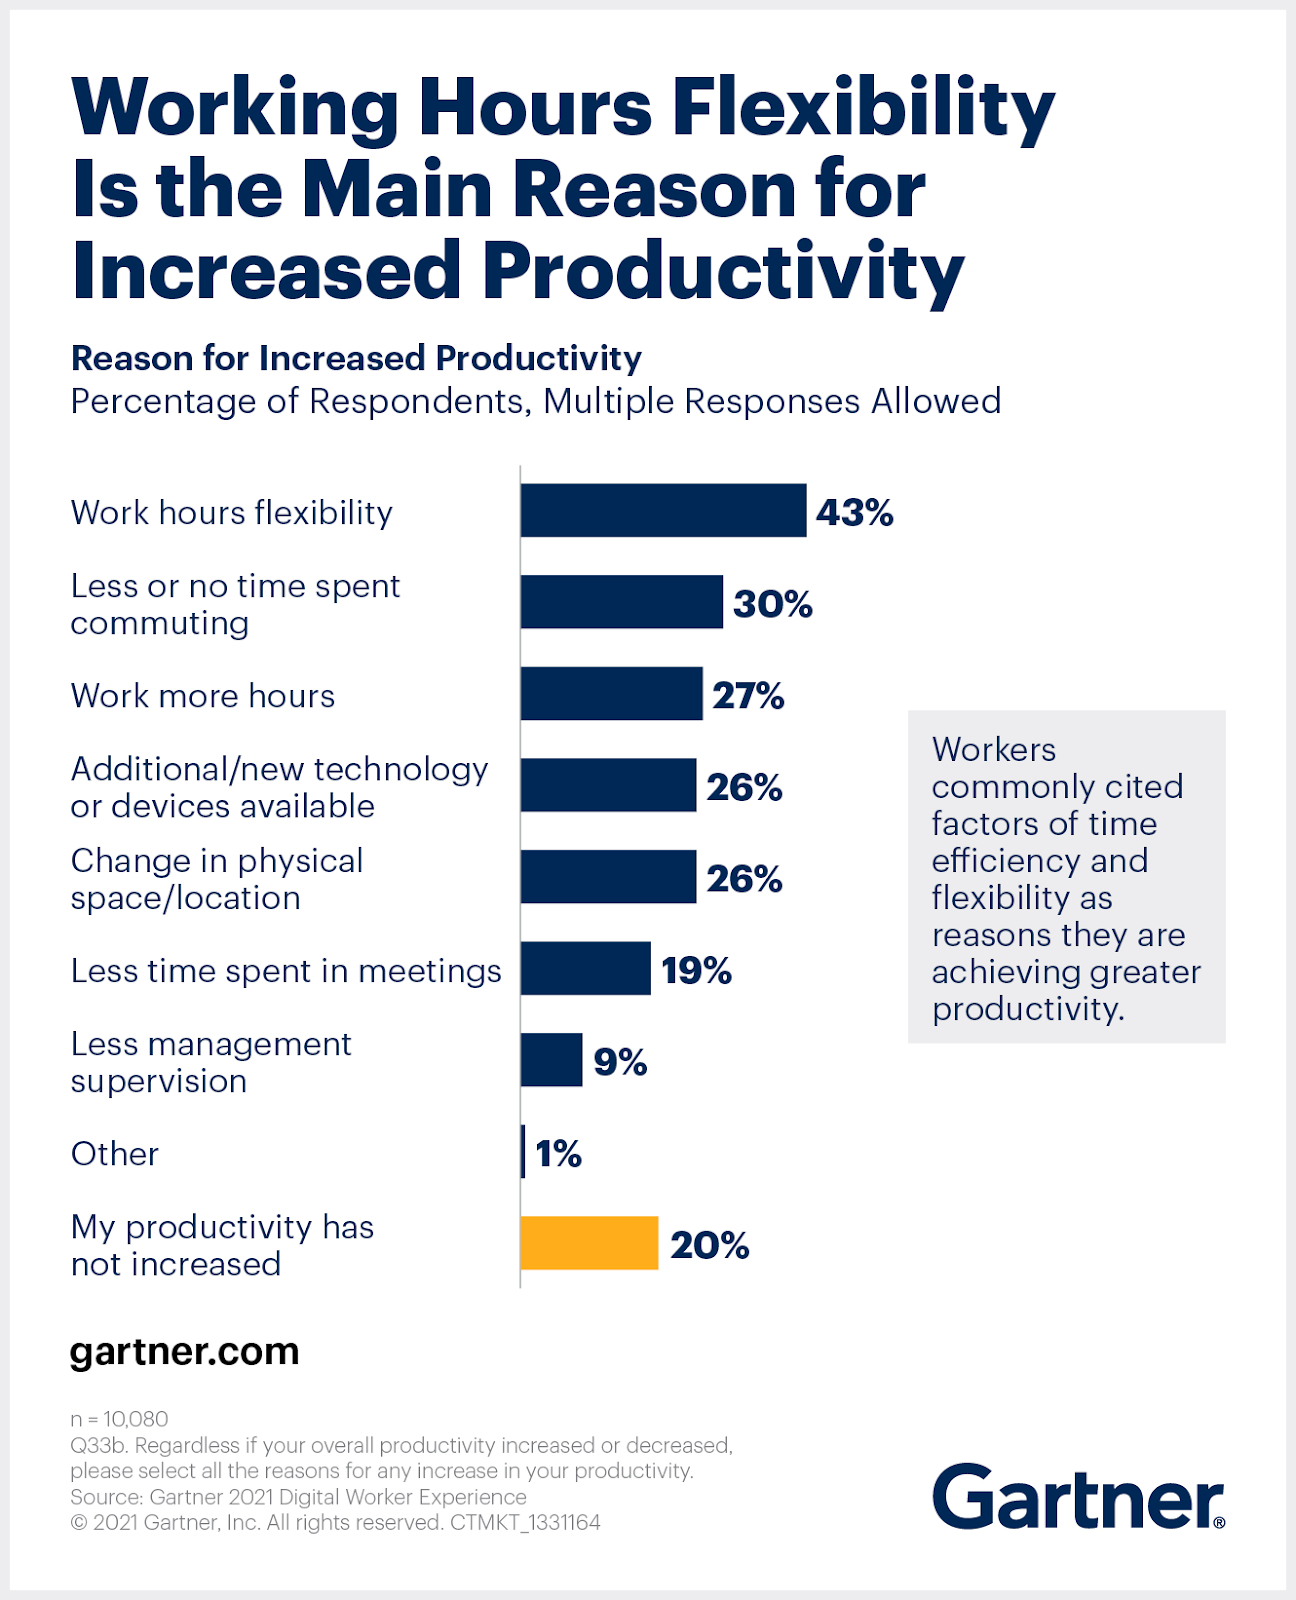 Working Hours Flexibility
Is the Main Reason for
Increased Productivity
Reason for Increased Productivity
Percentage of Respondents, Multiple Responses Allowed
Work hours flexibility
43%
Less or no time spent
commuting
30%
Work more hours
27%
Additional/new technology
or devices available
26%
Change in physical
space/location
26%
Less time spent in meetings
19%
Less management
supervision
9%
Other
1%
My productivity has
not increased
20%
Workers
commonly cited
factors of time
efficiency and
flexibility as
reasons they are
achieving greater
productivity.
gartner.com
n = 10,080
Q33b. Regardless if your overall productivity increased or decreased,
please select all the reasons for any increase in your productivity.
Source: Gartner 2021 Digital Worker Experience
© 2021 Gartner, Inc. All rights reserved. CTMKT_1331164
Gartner®